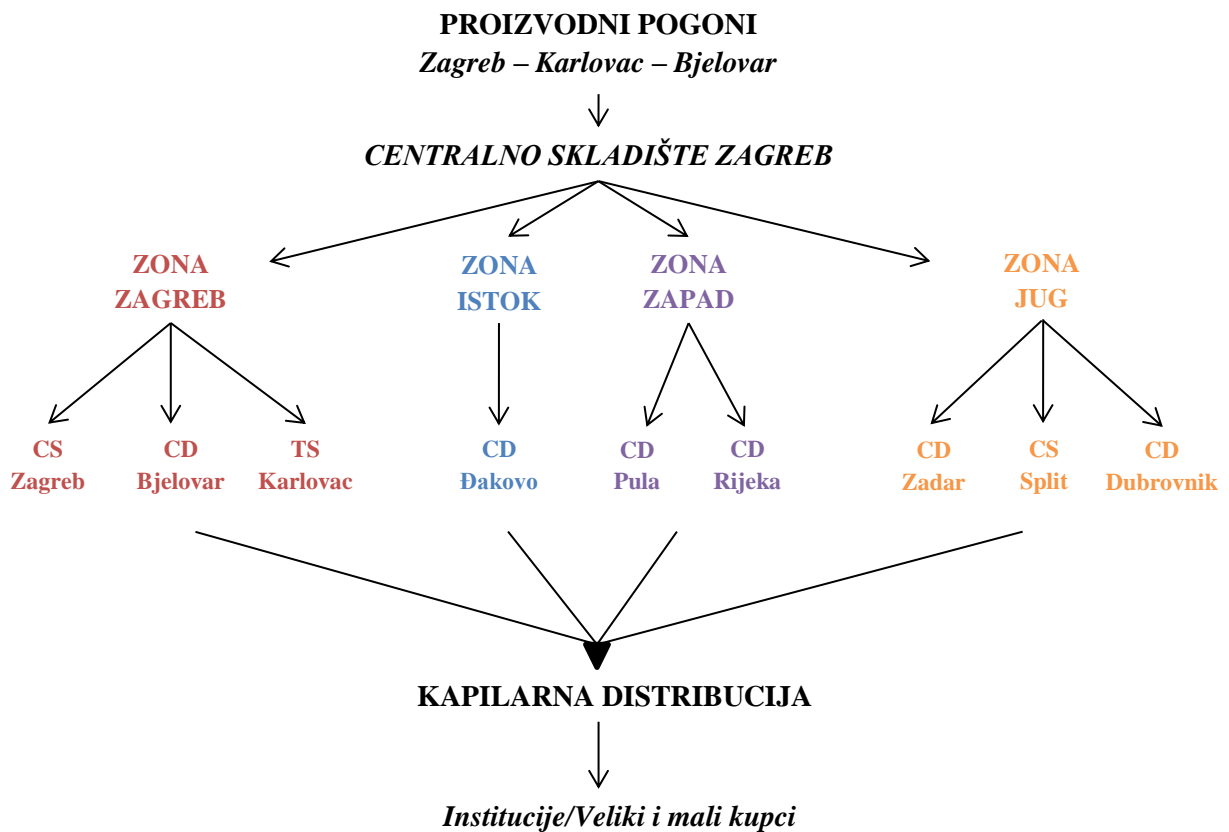 PROIZVODNI POGONI
Zagreb – Karlovac – Bjelovar
CENTRALNO SKLADIŠTE ZAGREB
ZONA
ZAGREB
ZONA
ISTOK
ZONA
ZAPAD
ZONA
JUG
CS
Zagreb
CD
Bjelovar
TS
Karlovac
CD
Đakovo
CD
Pula
CD
Rijeka
CD
Zadar
CS
Split
CD
Dubrovnik
KAPILARNA DISTRIBUCIJA
Institucije/Veliki i mali kupci